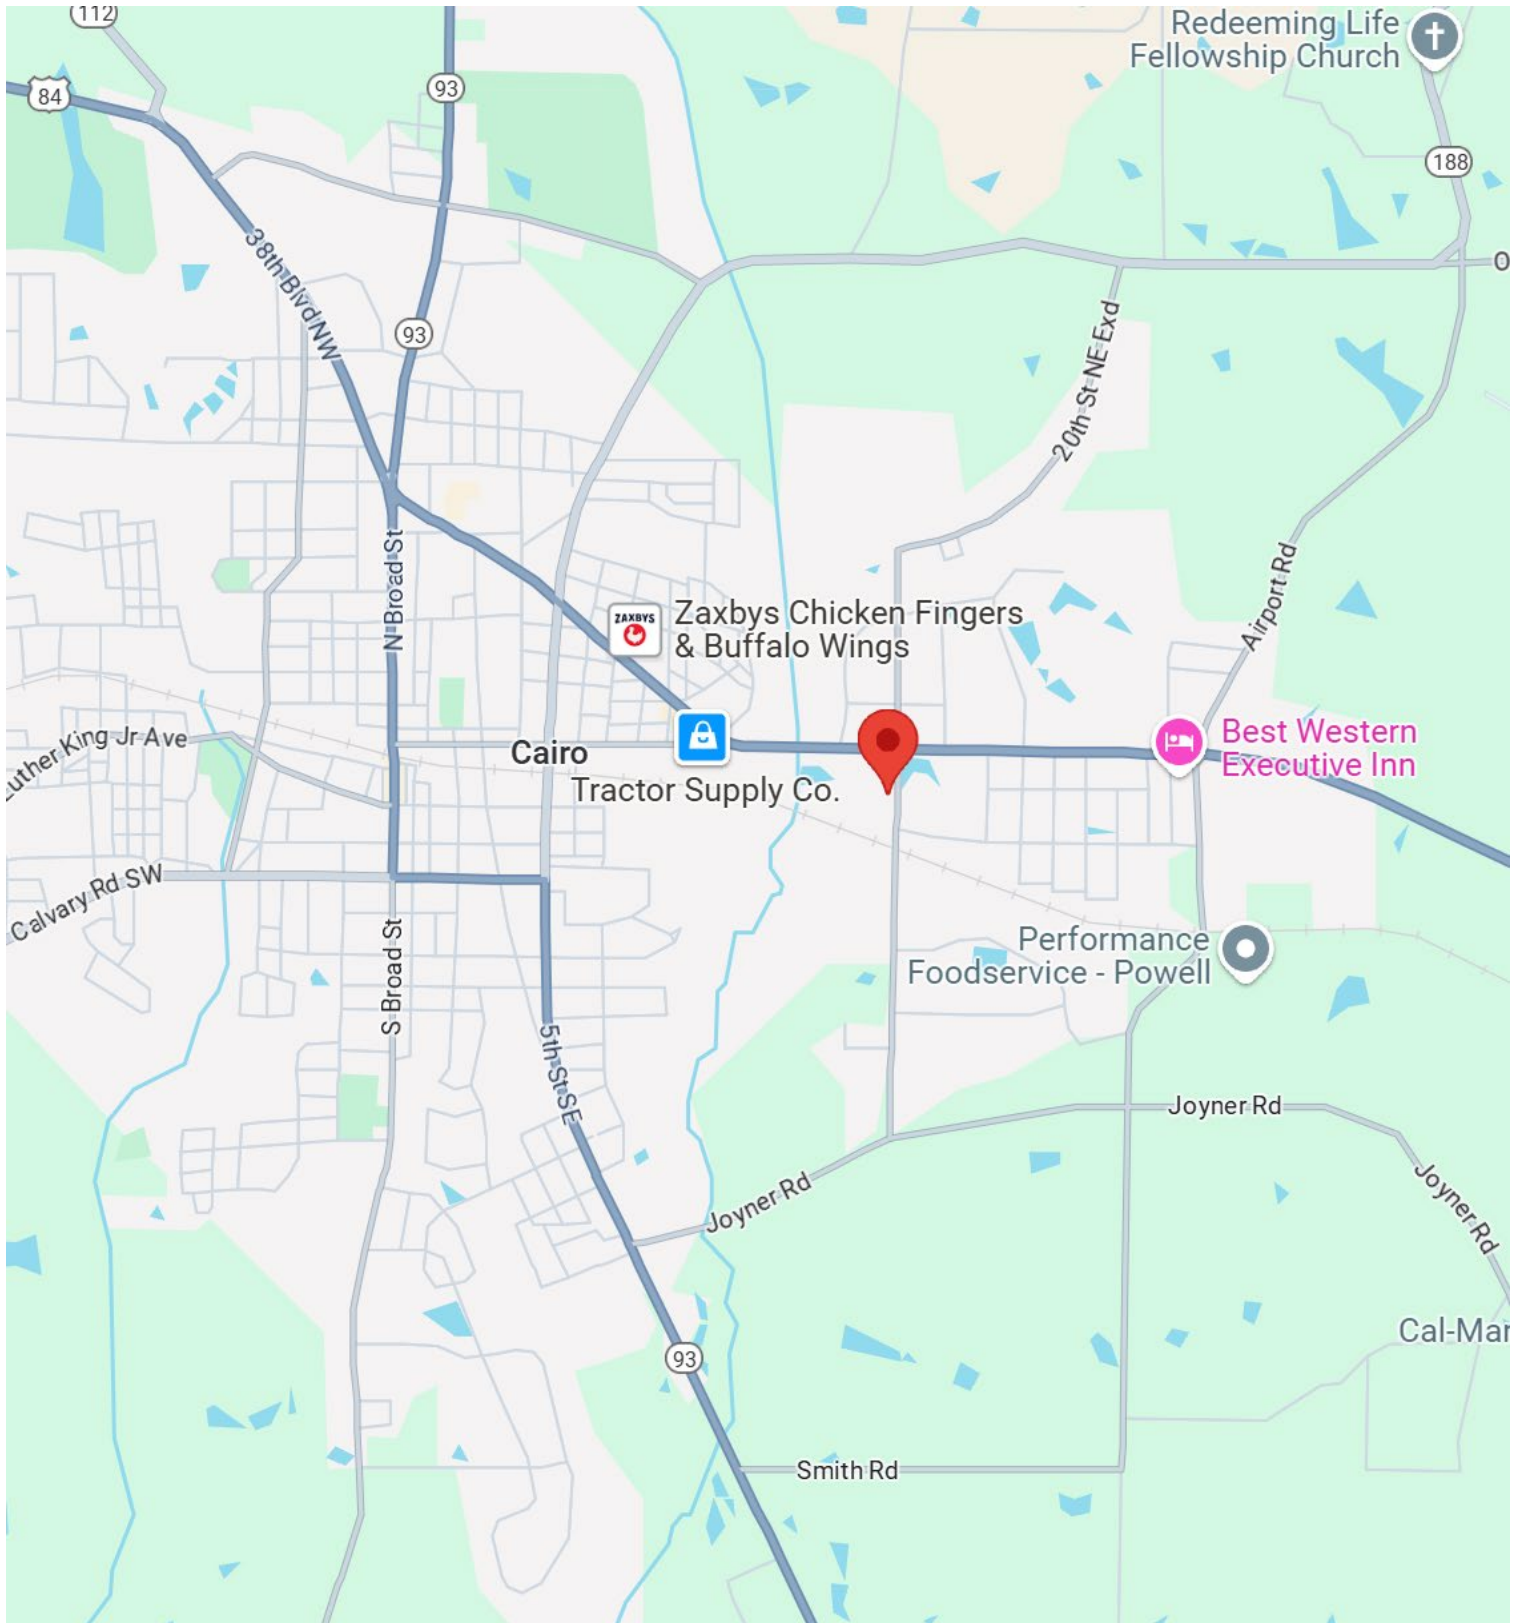 112
Redeeming Life
Fellowship Church
84
93
188
38th Blvd NW
O
93
20th St NE Exd
N Broad St
Airport Rd
ZAXBYS
Zaxbys Chicken Fingers
& Buffalo Wings
Luther King Jr Ave
Cairo
Tractor Supply Co.
Best Western
Executive Inn
Calvary Rd SW
S Broad St
Performance
Foodservice - Powell
5th St SE
Joyner Rd
Joyner Rd
Joyner Rd
Cal-Mar
93
Smith Rd